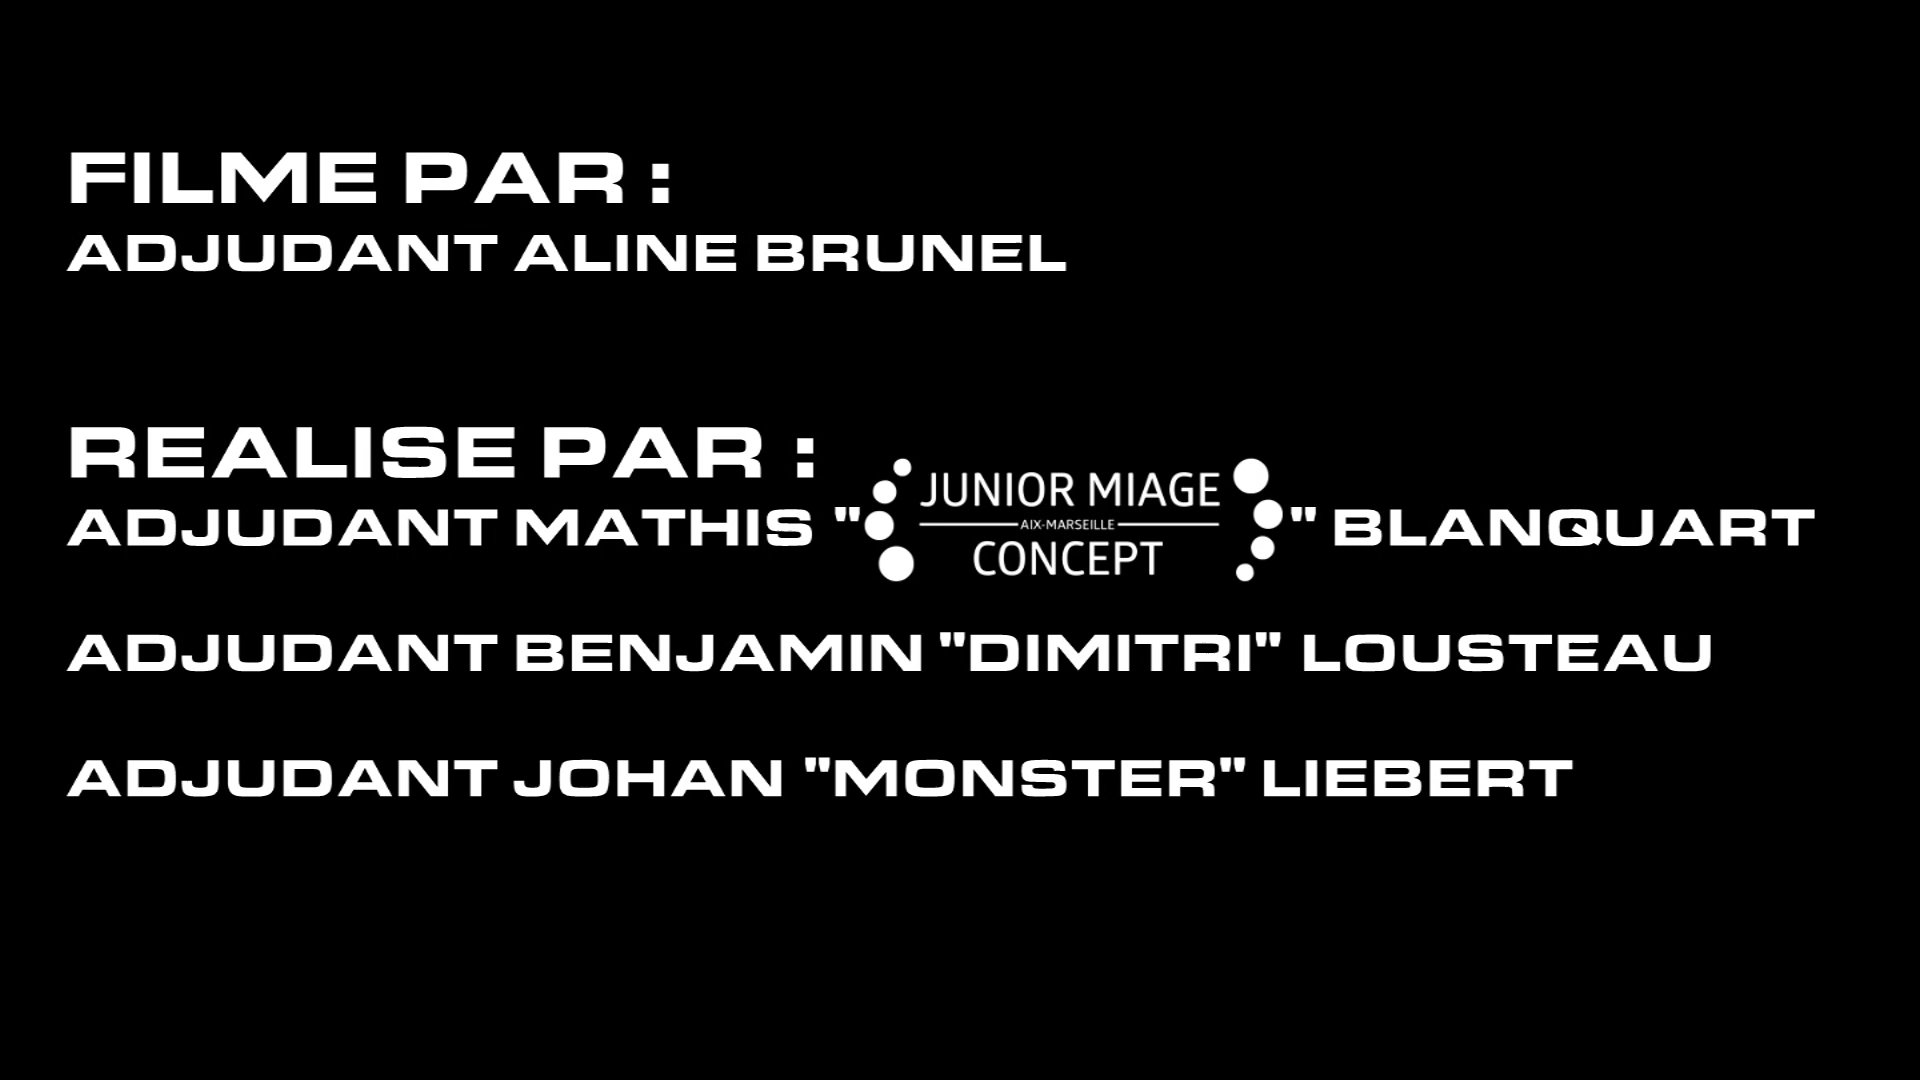 FILME PAR :
ADJUDANT ALINE BRUNEL
REALISE PAR :
ADJUDANT MATHIS "JUNIOR MIAGE
AIX-MARSEILLE
CONCEPT" BLANQUART
ADJUDANT BENJAMIN "DIMITRI" LOUSTEAU
ADJUDANT JOHAN "MONSTER" LIEBERT